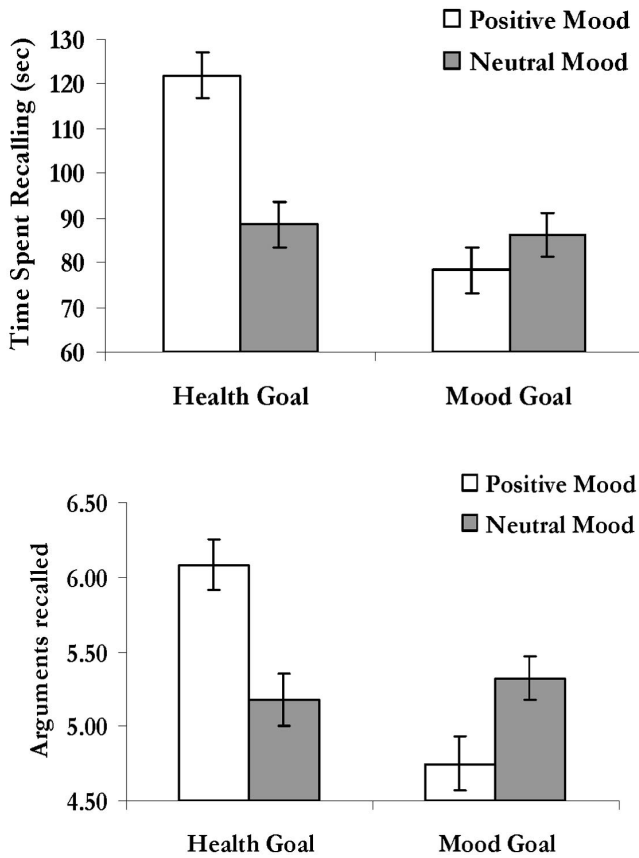 Positive Mood
Neutral Mood
Time Spent Recalling (sec)
130
120
110
100
90
80
70
60
Health Goal Mood Goal
Positive Mood
Neutral Mood
Arguments recalled
6.50
6.00
5.50
5.00
4.50
Health Goal Mood Goal